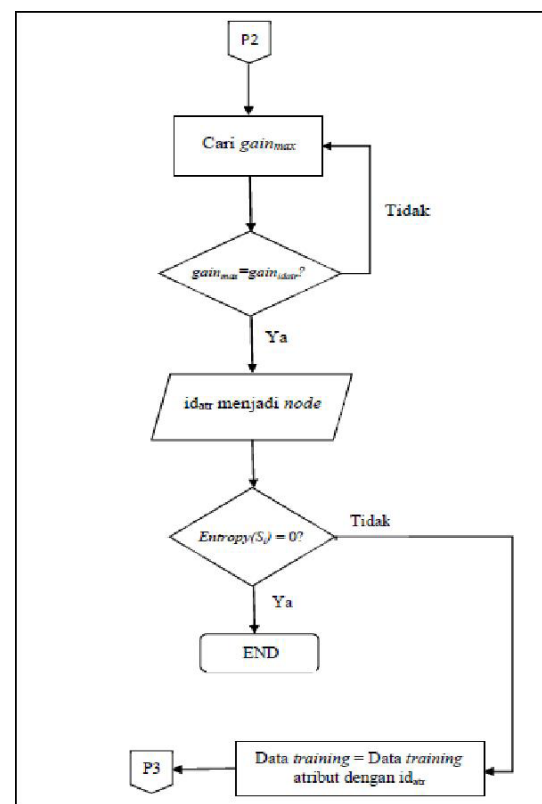 P2
Cari gainmax
Tidak
gainmax=gainidatr?
Ya
idatr menjadi node
Tidak
Entropy(Si) = 0?
Ya
END
Data training = Data training
atribut dengan idatr
P3